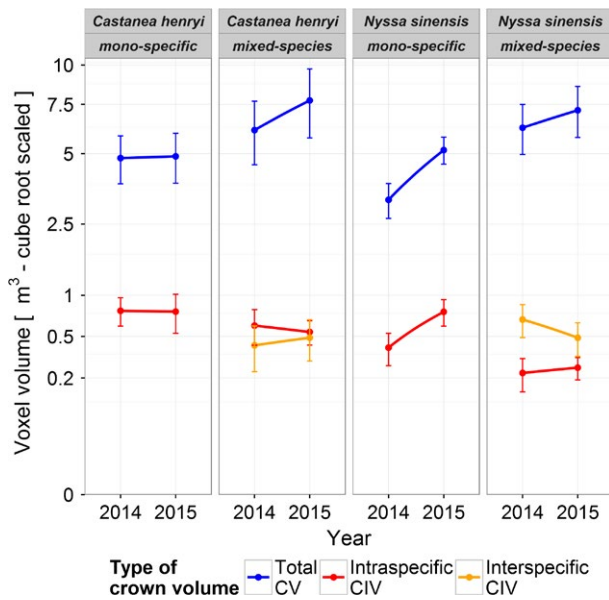 Castanea henryi
mono-specific
Castanea henryi
mixed-species
Nyssa sinensis
mono-specific
Nyssa sinensis
mixed-species
Voxel volume [ m³ - cube root scaled ]
10
7.5
5
2.5
1
0.5
0.2
0
2014 2015
2014 2015
2014 2015
2014 2015
Year
Type of
crown volume
Total
CV
Intraspecific
CIV
Interspecific
CIV